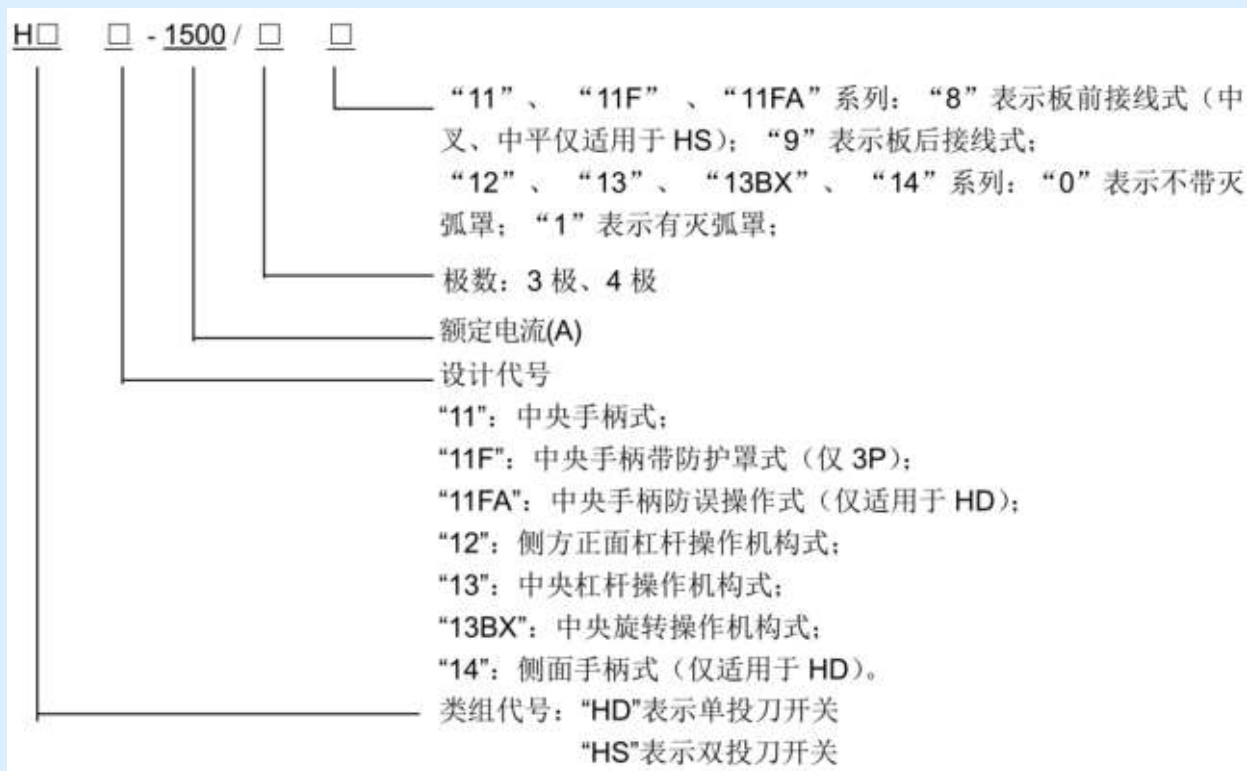 H□ □ - 1500 / □ □
“11”、 “11F” 、“11FA”系列：“8”表示板前接线式（中
叉、中平仅适用于 HS）；“9”表示板后接线式；
“12”、 “13”、 “13BX”、 “14”系列：“0”表示不带灭
弧罩；“1”表示有灭弧罩；
极数：3 极、4 极
额定电流(A)
设计代号
“11”：中央手柄式；
“11F”：中央手柄带防护罩式（仅 3P）；
“11FA”：中央手柄防误操作式（仅适用于 HD）；
“12”：侧方正面杠杆操作机构式；
“13”：中央杠杆操作机构式；
“13BX”：中央旋转操作机构式；
“14”：侧面手柄式（仅适用于 HD）。
类组代号：“HD”表示单投刀开关
“HS”表示双投刀开关